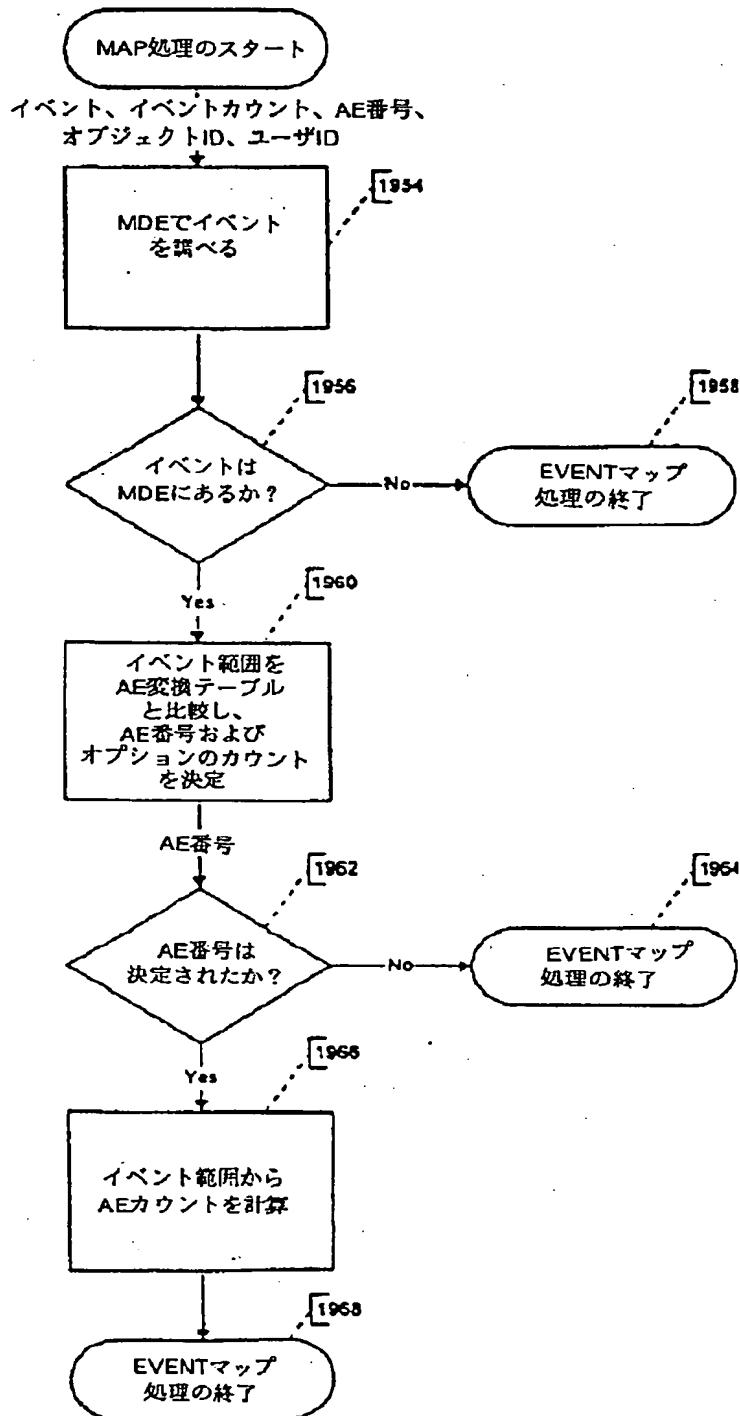 MAP処理のスタート
イベント、イベントカウント、AE番号、
オブジェクトID、ユーザID
1954
MDEでイベント
を調べる
1956
イベントは
MDEにあるか?
No
1958
EVENTマップ
処理の終了
Yes
1960
イベント範囲を
AE変換テーブル
と比較し、
AE番号および
オプションのカウント
を決定
AE番号
1962
AE番号は
決定されたか?
No
1964
EVENTマップ
処理の終了
Yes
1966
イベント範囲から
AEカウントを計算
1968
EVENTマップ
処理の終了